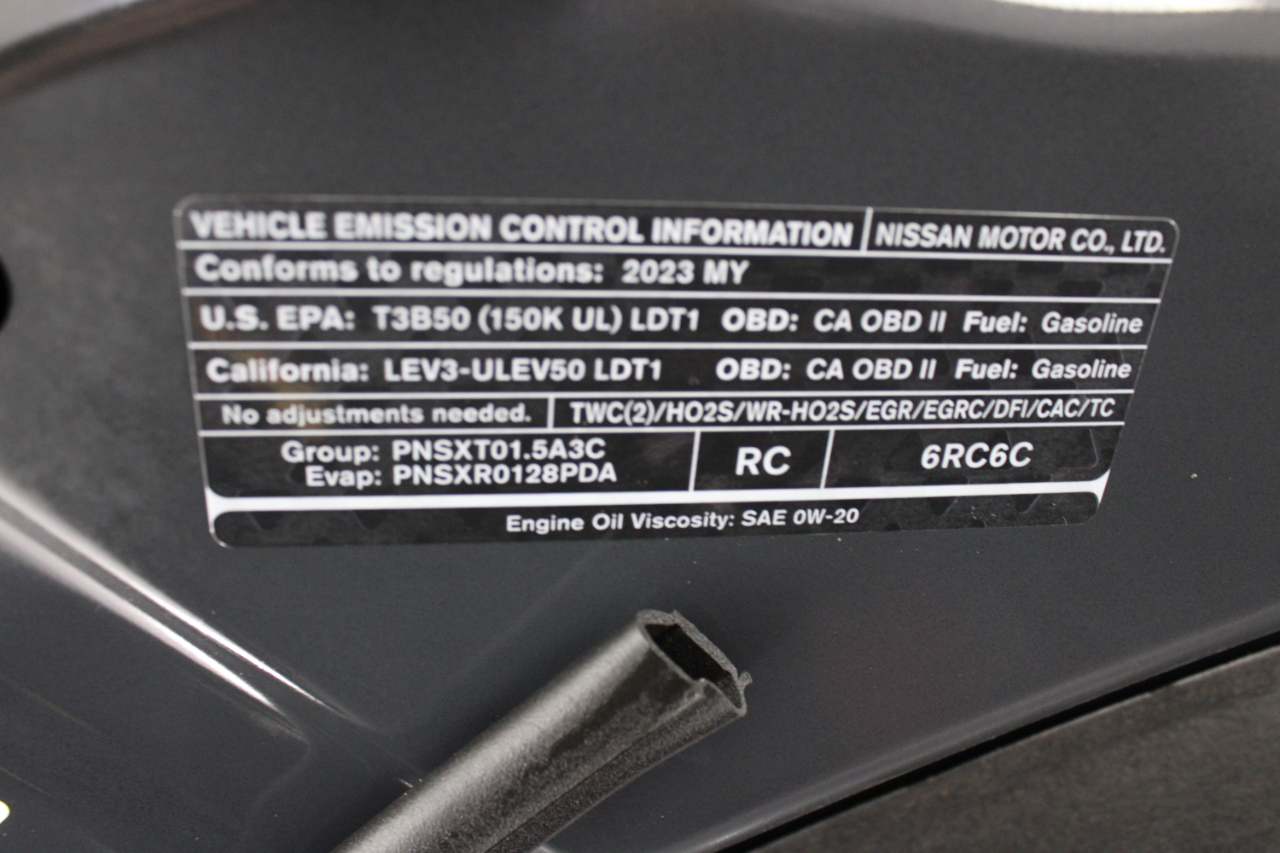 VEHICLE EMISSION CONTROL INFORMATION NISSAN MOTOR CO., LTD.
Conforms to regulations: 2023 MY
U.S. EPA: T3B50 (150K UL) LDT1 OBD: CA OBD II Fuel: Gasoline
California: LEV3-ULEV50 LDT1 OBD: CA OBD II Fuel: Gasoline
No adjustments needed. TWC(2)/HO2S/WR-HO2S/EGR/EGRC/DFI/CAC/TC
Group: PNSXT01.5A3C
Evap: PNSXR0128PDA
RC
6RC6C
Engine Oil Viscosity: SAE 0W-20